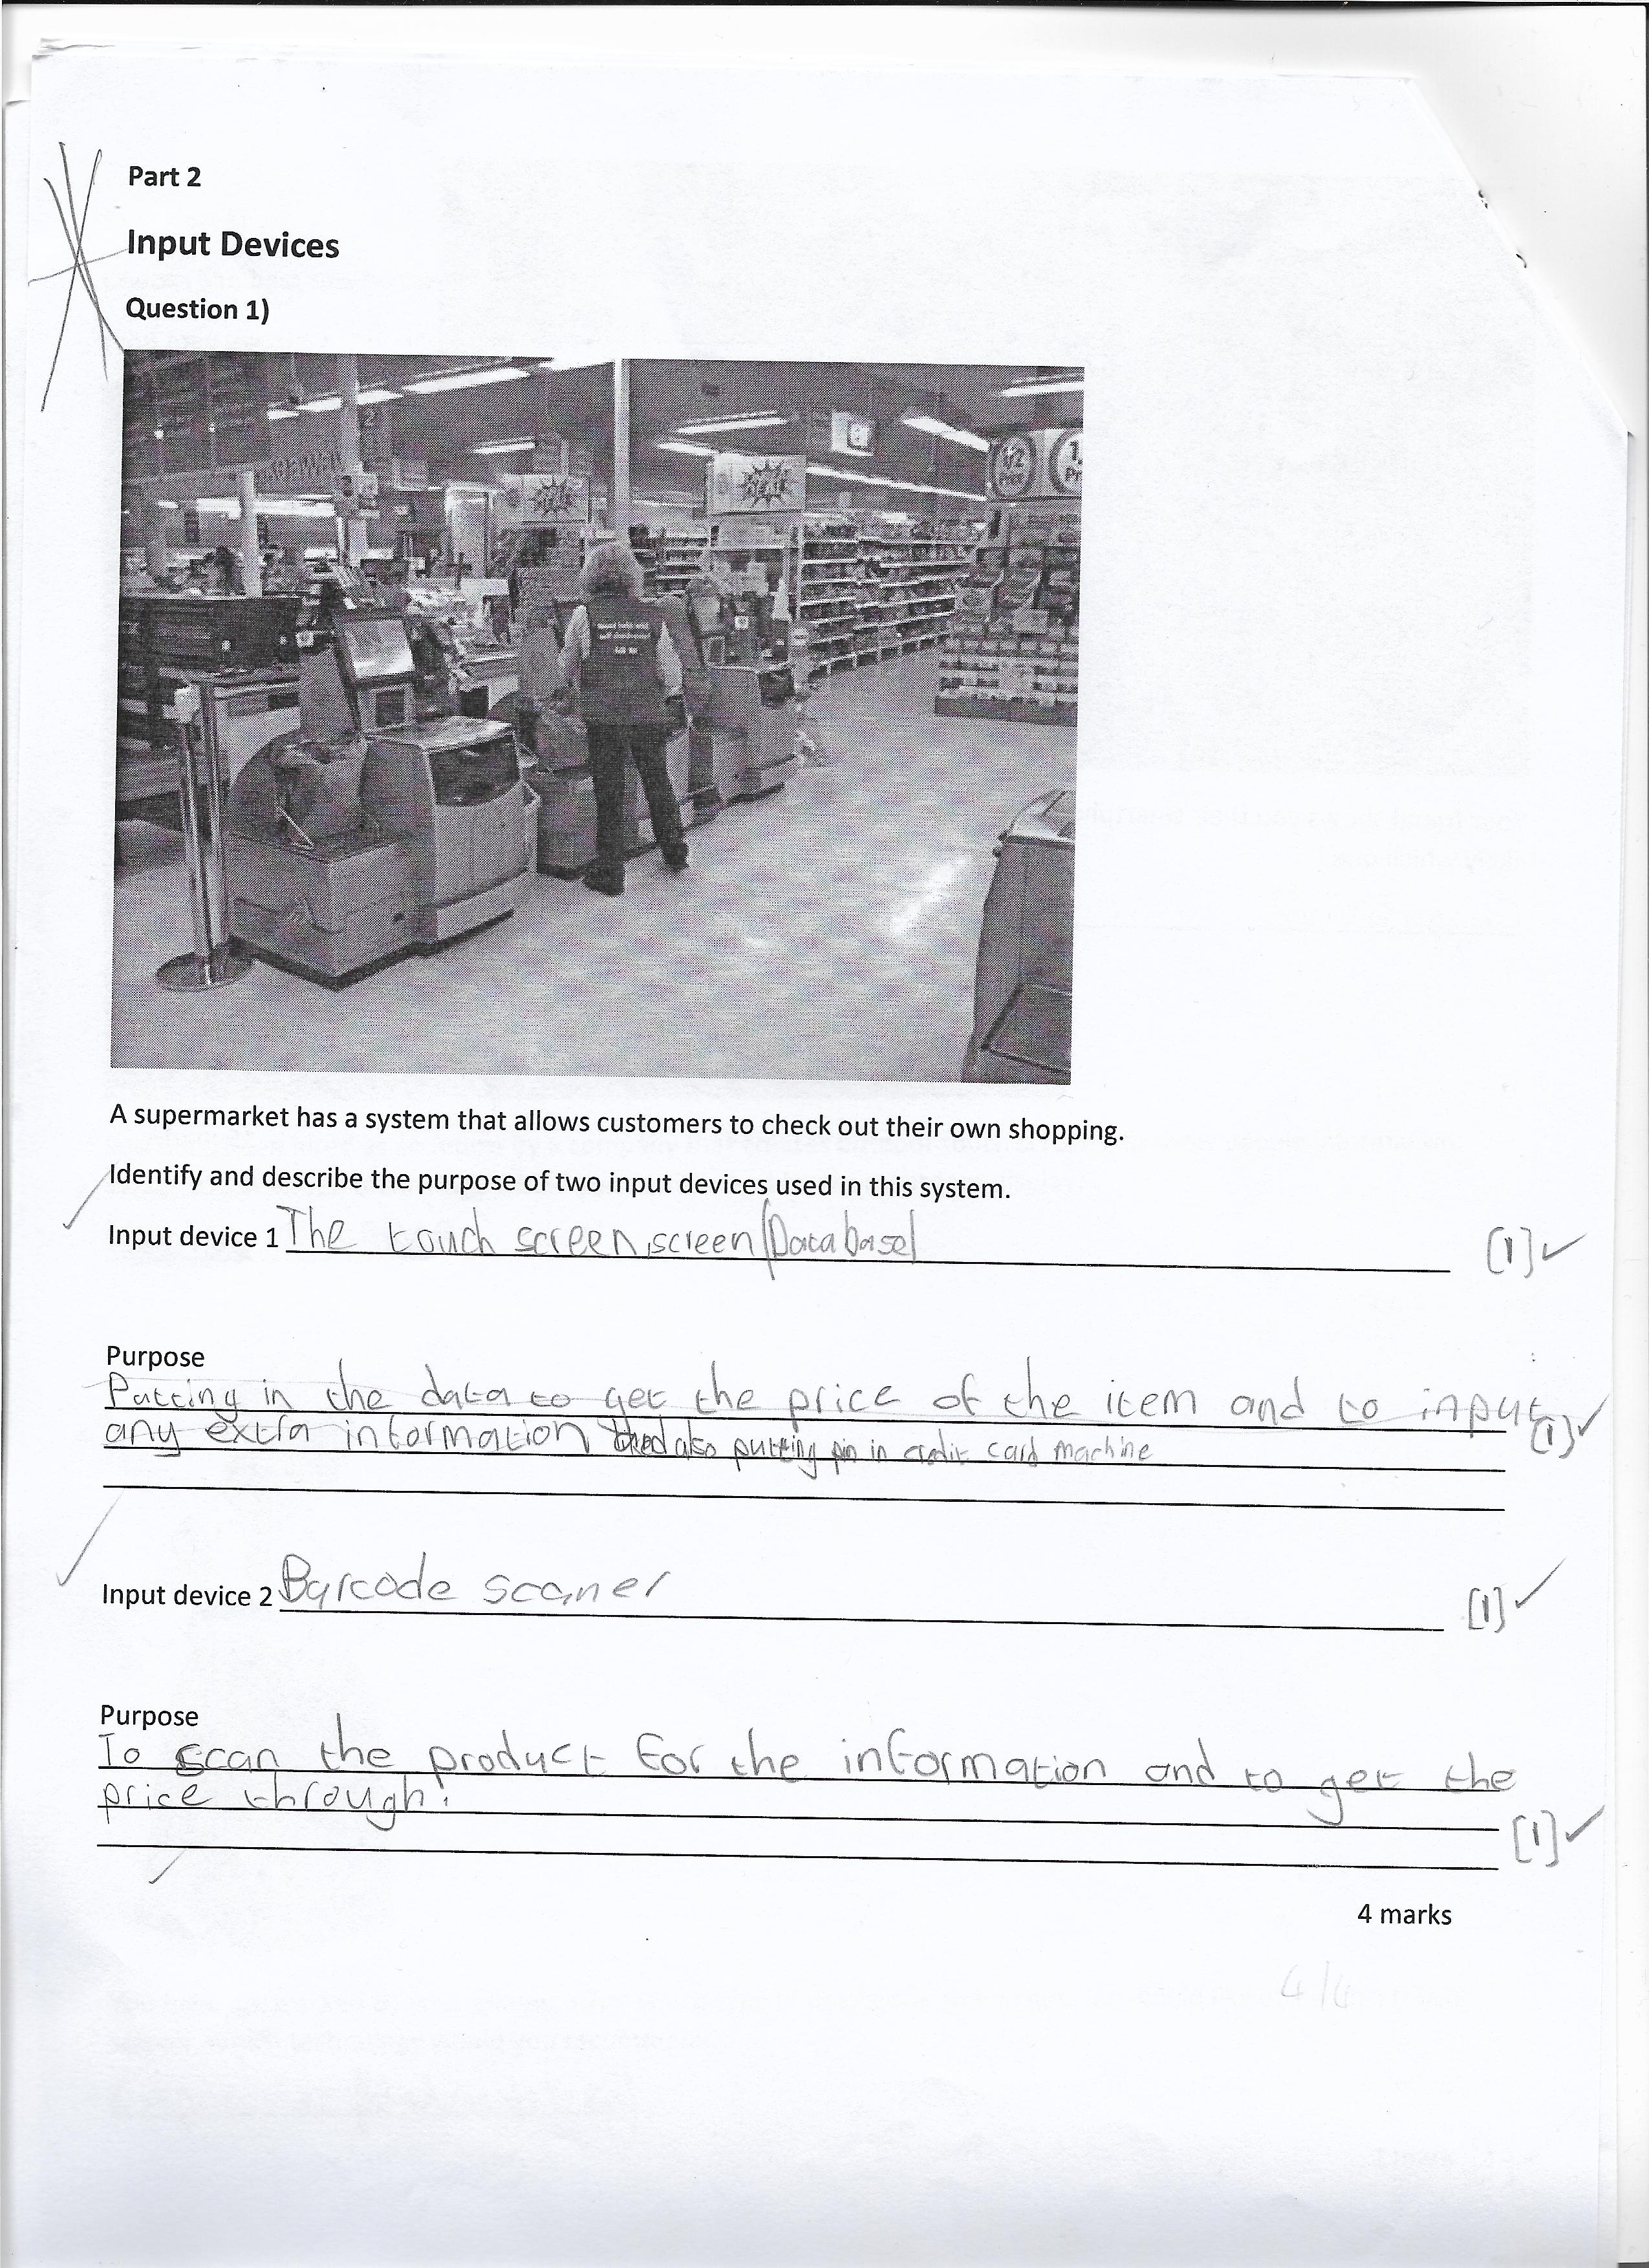 Part 2
Input Devices
Question 1)
A supermarket has a system that allows customers to check out their own shopping.
Identify and describe the purpose of two input devices used in this system.
Input device 1 The touch screen screen/Database/ [1] ✓
Purpose
Putting in the data to get the price of the item and to input
any extra information also putting pin in credit card machine [1] ✓
Input device 2 Barcode scaner [1] ✓
Purpose
To scan the product for the information and to get the
price through! [1] ✓
4 marks
4/4